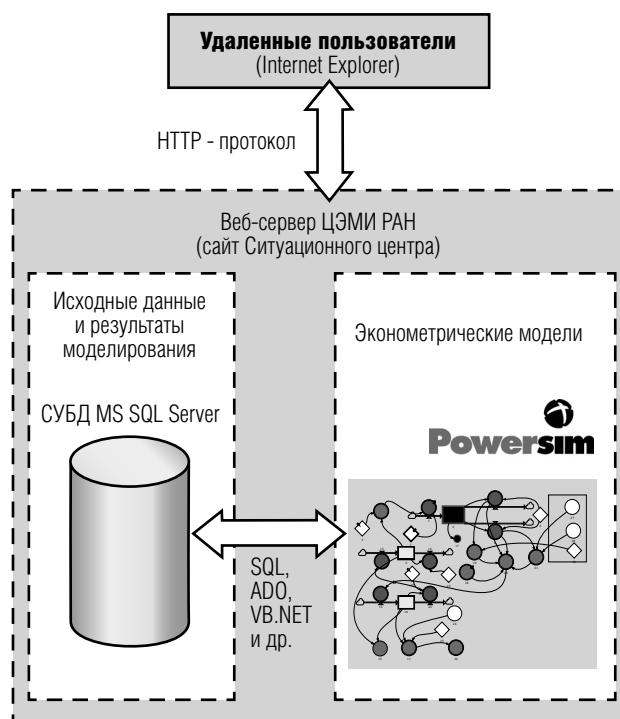 Удаленные пользователи
(Internet Explorer)
HTTP - протокол
Веб-сервер ЦЭМИ РАН
(сайт Ситуационного центра)
Исходные данные
и результаты
моделирования
СУБД MS SQL Server
Эконометрические модели
Powersim
SQL,
ADO,
VB.NET
и др.